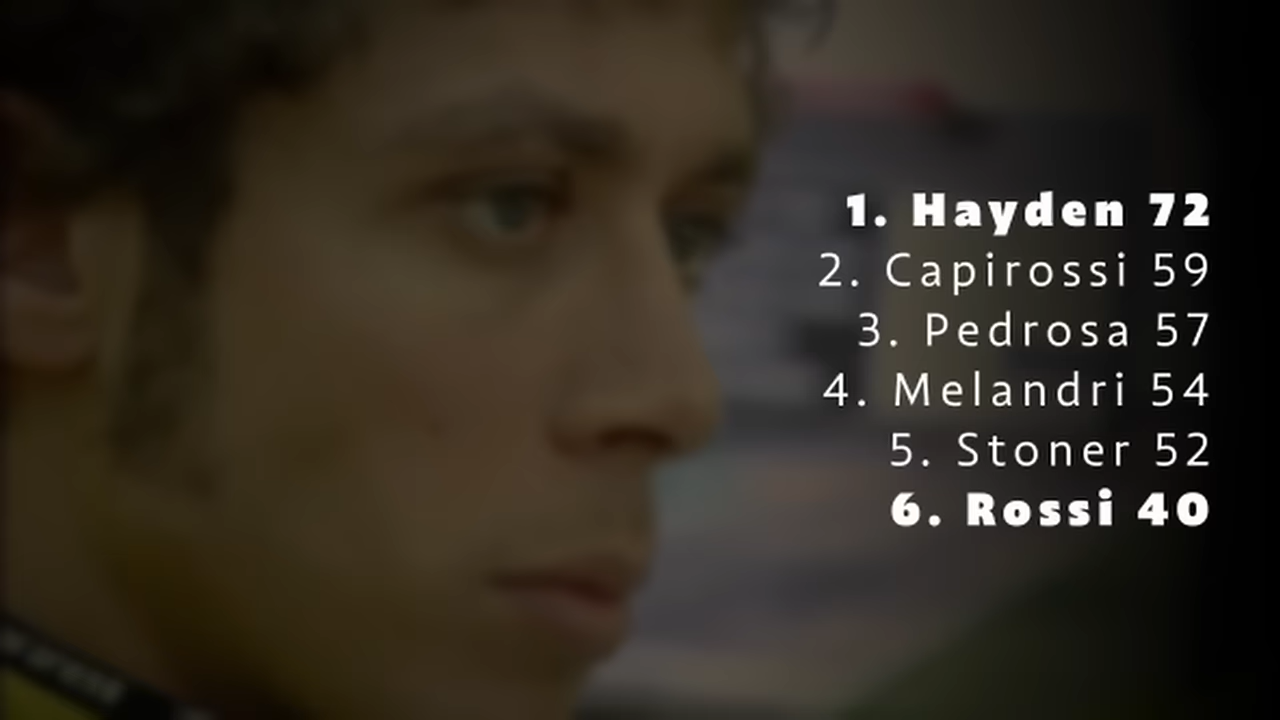 1. Hayden 72
2. Capirossi 59
3. Pedrosa 57
4. Melandri 54
5. Stoner 52
6. Rossi 40